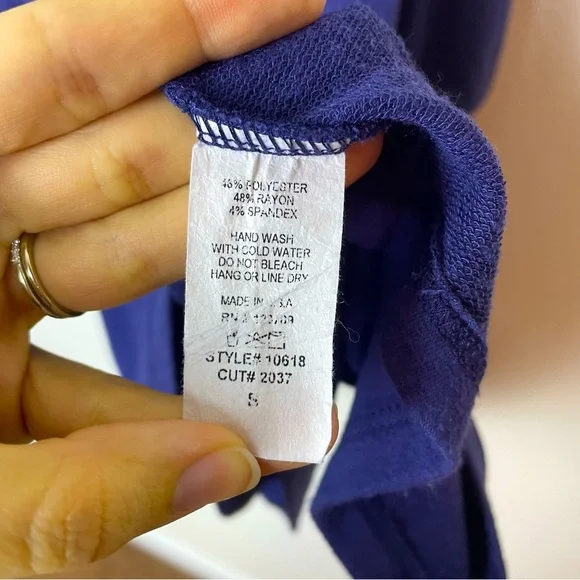 48% POLYESTER
48% RAYON
4% SPANDEX
HAND WASH
WITH COLD WATER
DO NOT BLEACH
HANG OR LINE DRY
MADE IN U.S.A.
RN #
STYLE# 10618
CUT# 2037
S